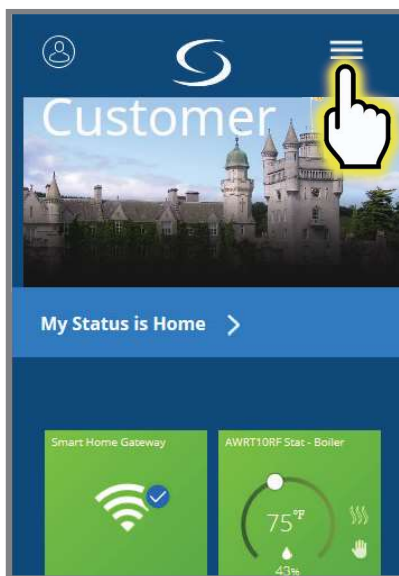 Customer
My Status is Home
Smart Home Gateway
AWRT10RF Stat - Boiler
75°F
43%